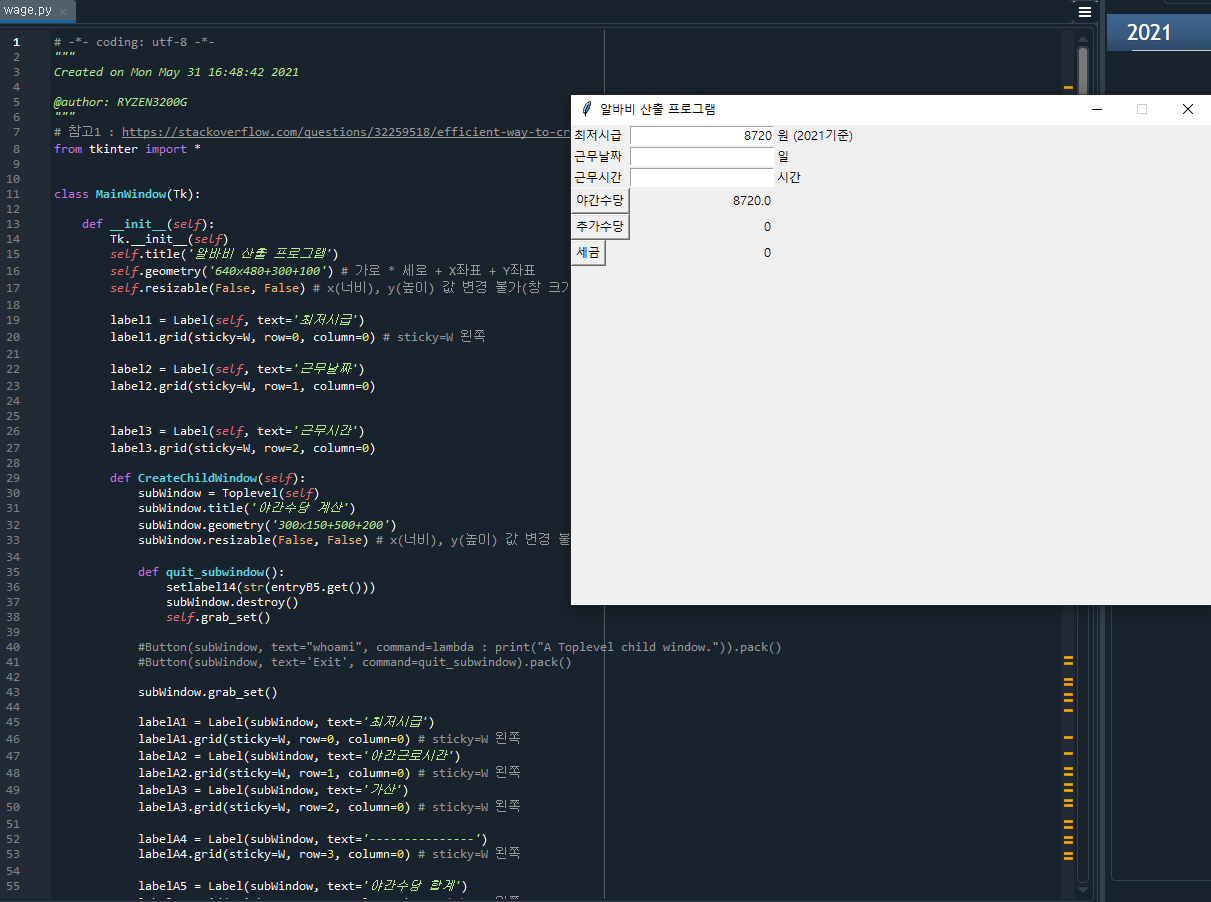 wage.py
1 # -*- coding: utf-8 -*-
2 """
3 Created on Mon May 31 16:48:42 2021
4
5 @author: RYZEN3200G
6 """
7 # 참고1 : https://stackoverflow.com/questions/32259518/efficient-way-to-cr
8 from tkinter import *
9
10
11 class MainWindow(Tk):
12
13 def __init__(self):
14 Tk.__init__(self)
15 self.title('알바비 산출 프로그램')
16 self.geometry('640x480+300+100') # 가로 * 세로 + X좌표 + Y좌표
17 self.resizable(False, False) # x(너비), y(높이) 값 변경 불가(창 크기
18
19 label1 = Label(self, text='최저시급')
20 label1.grid(sticky=W, row=0, column=0) # sticky=W 왼쪽
21
22 label2 = Label(self, text='근무날짜')
23 label2.grid(sticky=W, row=1, column=0)
24
25
26 label3 = Label(self, text='근무시간')
27 label3.grid(sticky=W, row=2, column=0)
28
29 def CreateChildWindow(self):
30 subWindow = Toplevel(self)
31 subWindow.title('야간수당 계산')
32 subWindow.geometry('300x150+500+200')
33 subWindow.resizable(False, False) # x(너비), y(높이) 값 변경 불
34
35 def quit_subwindow():
36 setlabel14(str(entryB5.get()))
37 subWindow.destroy()
38 self.grab_set()
39
40 #Button(subWindow, text="whoami", command=lambda : print("A Toplevel child window.")).pack()
41 #Button(subWindow, text='Exit', command=quit_subwindow).pack()
42
43 subWindow.grab_set()
44
45 labelA1 = Label(subWindow, text='최저시급')
46 labelA1.grid(sticky=W, row=0, column=0) # sticky=W 왼쪽
47 labelA2 = Label(subWindow, text='야간근로시간')
48 labelA2.grid(sticky=W, row=1, column=0) # sticky=W 왼쪽
49 labelA3 = Label(subWindow, text='가산')
50 labelA3.grid(sticky=W, row=2, column=0) # sticky=W 왼쪽
51
52 labelA4 = Label(subWindow, text='---------------')
53 labelA4.grid(sticky=W, row=3, column=0) # sticky=W 왼쪽
54
55 labelA5 = Label(subWindow, text='야간수당 합계')
2021
알바비 산출 프로그램
최저시급 8720 원 (2021기준)
근무날짜 일
근무시간 시간
야간수당 8720.0
추가수당 0
세금 0